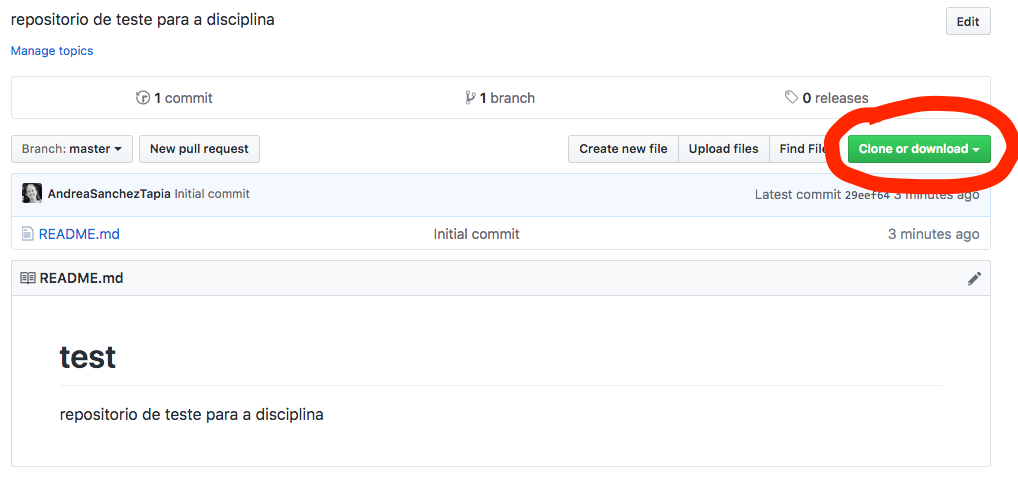 repositorio de teste para a disciplina
Edit
Manage topics
1 commit
1 branch
0 releases
Branch: master
New pull request
Create new file
Upload files
Find
Clone or download
AndreaSanchezTapia Initial commit
Latest commit 29eef64 3 minutes ago
README.md
Initial commit
3 minutes ago
README.md
test
repositorio de teste para a disciplina